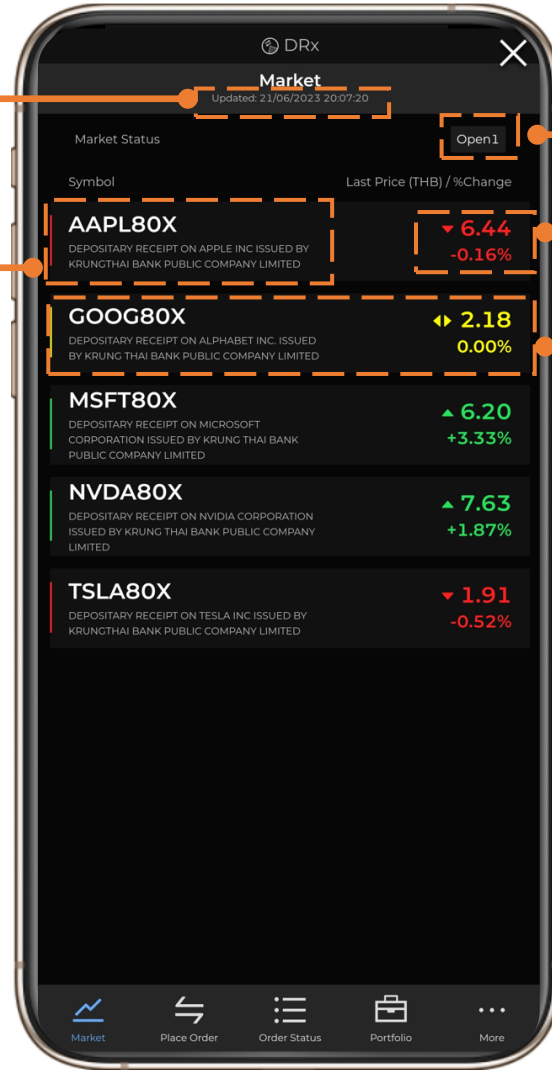 DRx
Market
Updated: 21/06/2023 20:07:20
Market Status
Open1
Symbol
Last Price (THB) / %Change
AAPL80X
6.44
DEPOSITARY RECEIPT ON APPLE INC ISSUED BY
KRUNGTHAI BANK PUBLIC COMPANY LIMITED
-0.16%
GOOG80X
2.18
DEPOSITARY RECEIPT ON ALPHABET INC. ISSUED
BY KRUNG THAI BANK PUBLIC COMPANY LIMITED
0.00%
MSFT80X
6.20
DEPOSITARY RECEIPT ON MICROSOFT
CORPORATION ISSUED BY KRUNG THAI BANK
PUBLIC COMPANY LIMITED
+3.33%
NVDA80X
7.63
DEPOSITARY RECEIPT ON NVIDIA CORPORATION
ISSUED BY KRUNG THAI BANK PUBLIC COMPANY
LIMITED
+1.87%
TSLA80X
1.91
DEPOSITARY RECEIPT ON TESLA INC ISSUED BY
KRUNGTHAI BANK PUBLIC COMPANY LIMITED
-0.52%
Market
Place Order
Order Status
Portfolio
More